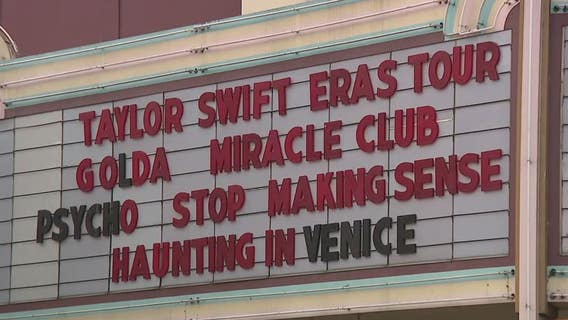 TAYLOR SWIFT ERAS TOUR
GOLDA MIRACLE CLUB
PSYCHO STOP MAKING SENSE
HAUNTING IN VENICE